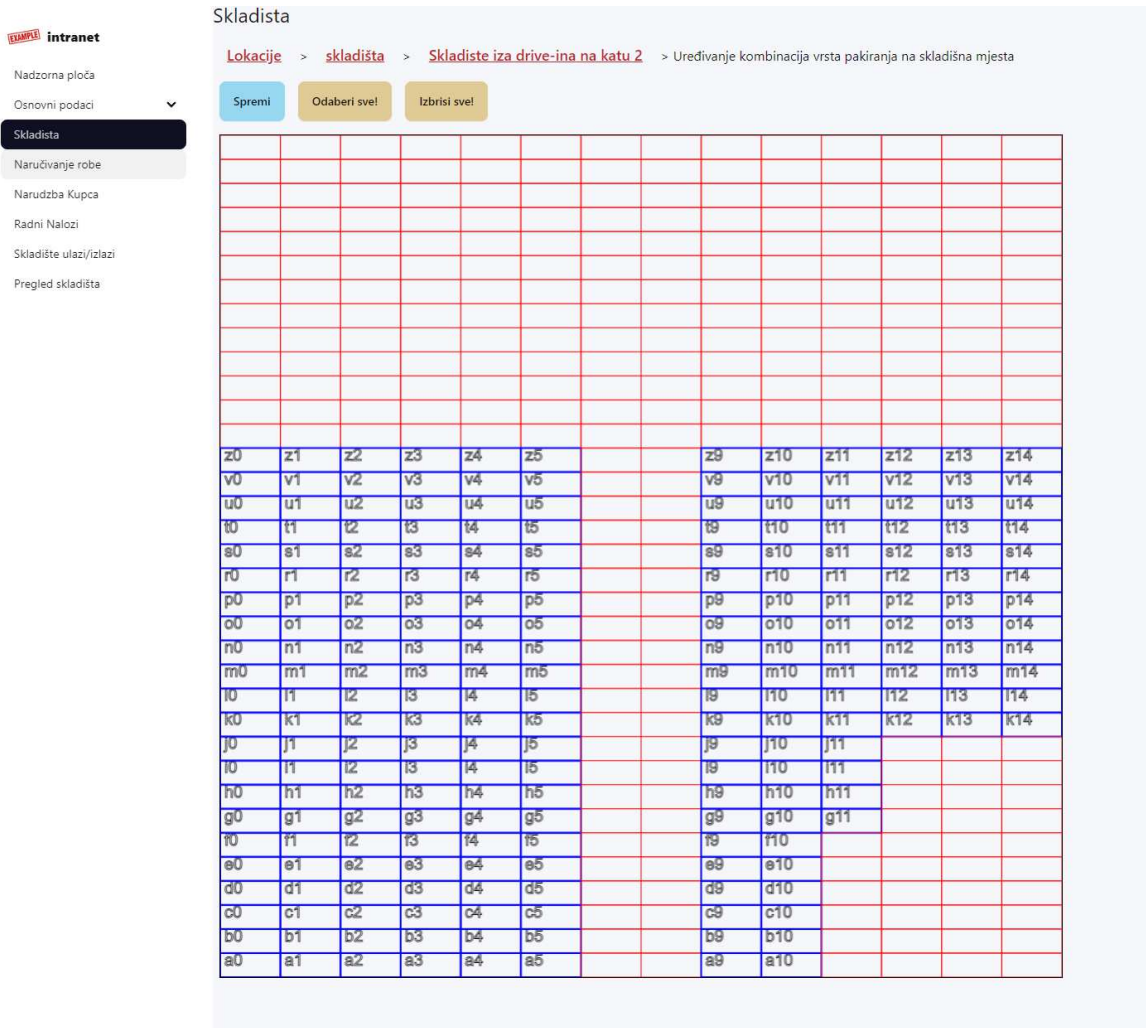 Skladista
EXAMPLE intranet
Lokacije > skladišta > Skladiste iza drive-ina na katu 2 > Uređivanje kombinacija vrsta pakiranja na skladišna mjesta
Nadzorna ploča
Osnovni podaci
Skladista
Naručivanje robe
Narudzba Kupca
Radni Nalozi
Skladište ulazi/izlazi
Pregled skladišta
Spremi Odaberi sve! Izbrisi sve!
z0 z1 z2 z3 z4 z5 z9 z10 z11 z12 z13 z14
v0 v1 v2 v3 v4 v5 v9 v10 v11 v12 v13 v14
u0 u1 u2 u3 u4 u5 u9 u10 u11 u12 u13 u14
t0 t1 t2 t3 t4 t5 t9 t10 t11 t12 t13 t14
s0 s1 s2 s3 s4 s5 s9 s10 s11 s12 s13 s14
r0 r1 r2 r3 r4 r5 r9 r10 r11 r12 r13 r14
p0 p1 p2 p3 p4 p5 p9 p10 p11 p12 p13 p14
o0 o1 o2 o3 o4 o5 o9 o10 o11 o12 o13 o14
n0 n1 n2 n3 n4 n5 n9 n10 n11 n12 n13 n14
m0 m1 m2 m3 m4 m5 m9 m10 m11 m12 m13 m14
l0 l1 l2 l3 l4 l5 l9 l10 l11 l12 l13 l14
k0 k1 k2 k3 k4 k5 k9 k10 k11 k12 k13 k14
j0 j1 j2 j3 j4 j5 j9 j10 j11
i0 i1 i2 i3 i4 i5 i9 i10 i11
h0 h1 h2 h3 h4 h5 h9 h10 h11
g0 g1 g2 g3 g4 g5 g9 g10 g11
f0 f1 f2 f3 f4 f5 f9 f10
e0 e1 e2 e3 e4 e5 e9 e10
d0 d1 d2 d3 d4 d5 d9 d10
c0 c1 c2 c3 c4 c5 c9 c10
b0 b1 b2 b3 b4 b5 b9 b10
a0 a1 a2 a3 a4 a5 a9 a10